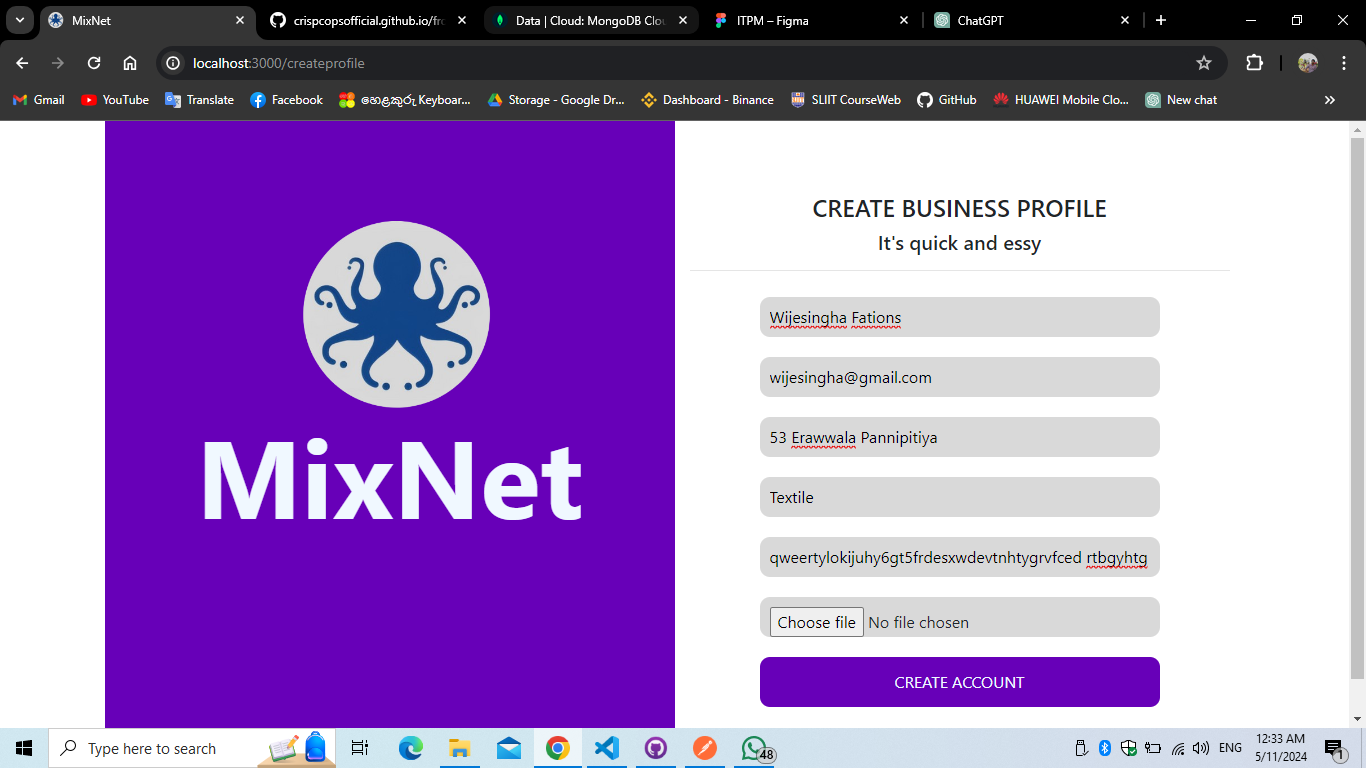 MixNet
crispcopsofficial.github.io/fro
Data | Cloud: MongoDB Clou
ITPM – Figma
ChatGPT
localhost:3000/createprofile
Gmail
YouTube
Translate
Facebook
හෙළකුරු Keyboar...
Storage - Google Dr...
Dashboard - Binance
SLIIT CourseWeb
GitHub
HUAWEI Mobile Clo...
New chat
MixNet
CREATE BUSINESS PROFILE
It's quick and essy
Wijesingha Fations
wijesingha@gmail.com
53 Erawwala Pannipitiya
Textile
qweertylokijuhy6gt5frdesxwdevtnhtygrvfced rtbgyhtg
Choose file No file chosen
CREATE ACCOUNT
Type here to search
48
ENG
12:33 AM
5/11/2024
1